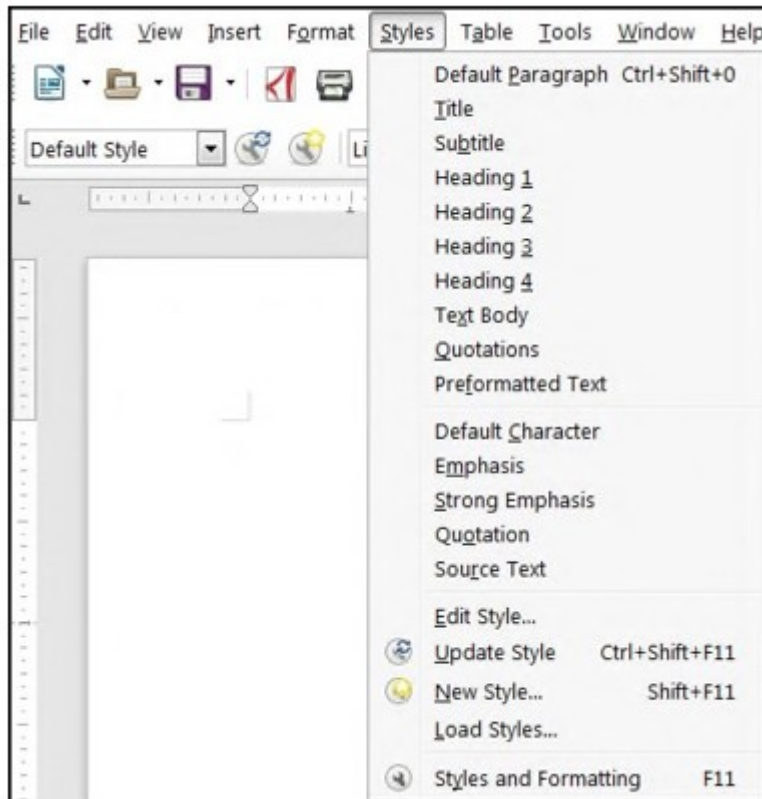 File Edit View Insert Format Styles Table Tools Window Help
Default Style
Default Paragraph Ctrl+Shift+0
Title
Subtitle
Heading 1
Heading 2
Heading 3
Heading 4
Text Body
Quotations
Preformatted Text
Default Character
Emphasis
Strong Emphasis
Quotation
Source Text
Edit Style...
Update Style Ctrl+Shift+F11
New Style... Shift+F11
Load Styles...
Styles and Formatting F11
1